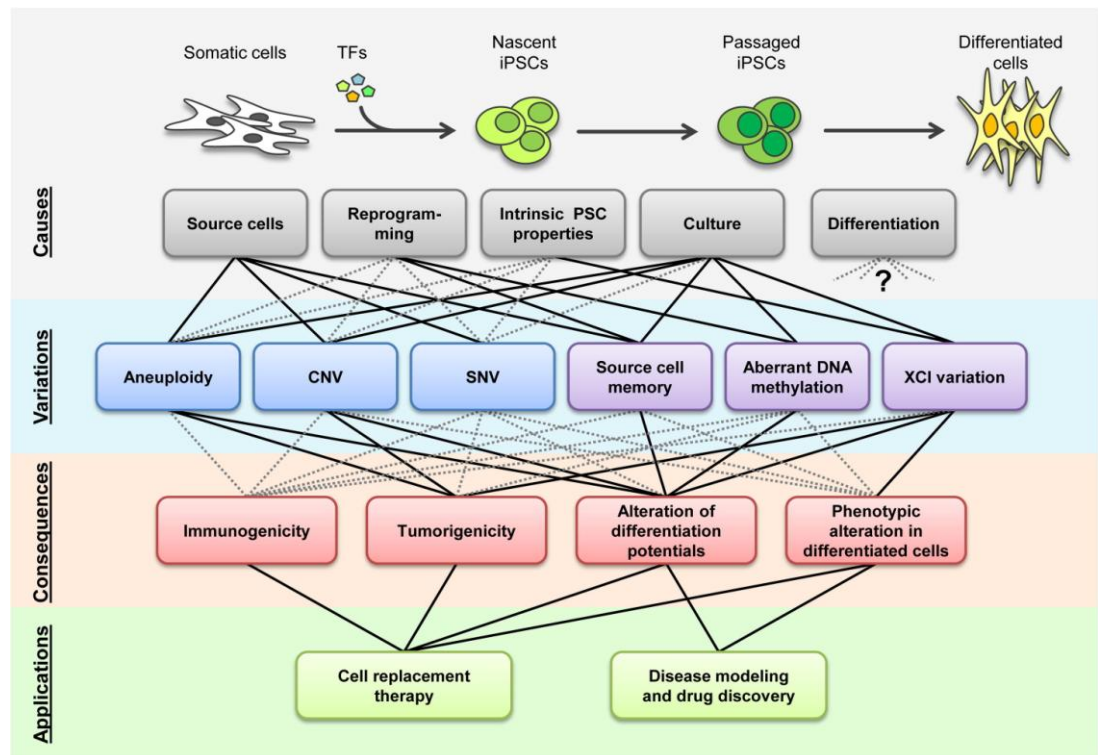 Somatic cells
TFs
Nascent
iPSCs
Passaged
iPSCs
Differentiated
cells
Causes
Source cells
Reprogram-
ming
Intrinsic PSC
properties
Culture
Differentiation
?
Variations
Aneuploidy
CNV
SNV
Source cell
memory
Aberrant DNA
methylation
XCI variation
Consequences
Immunogenicity
Tumorigenicity
Alteration of
differentiation
potentials
Phenotypic
alteration in
differentiated cells
Applications
Cell replacement
therapy
Disease modeling
and drug discovery